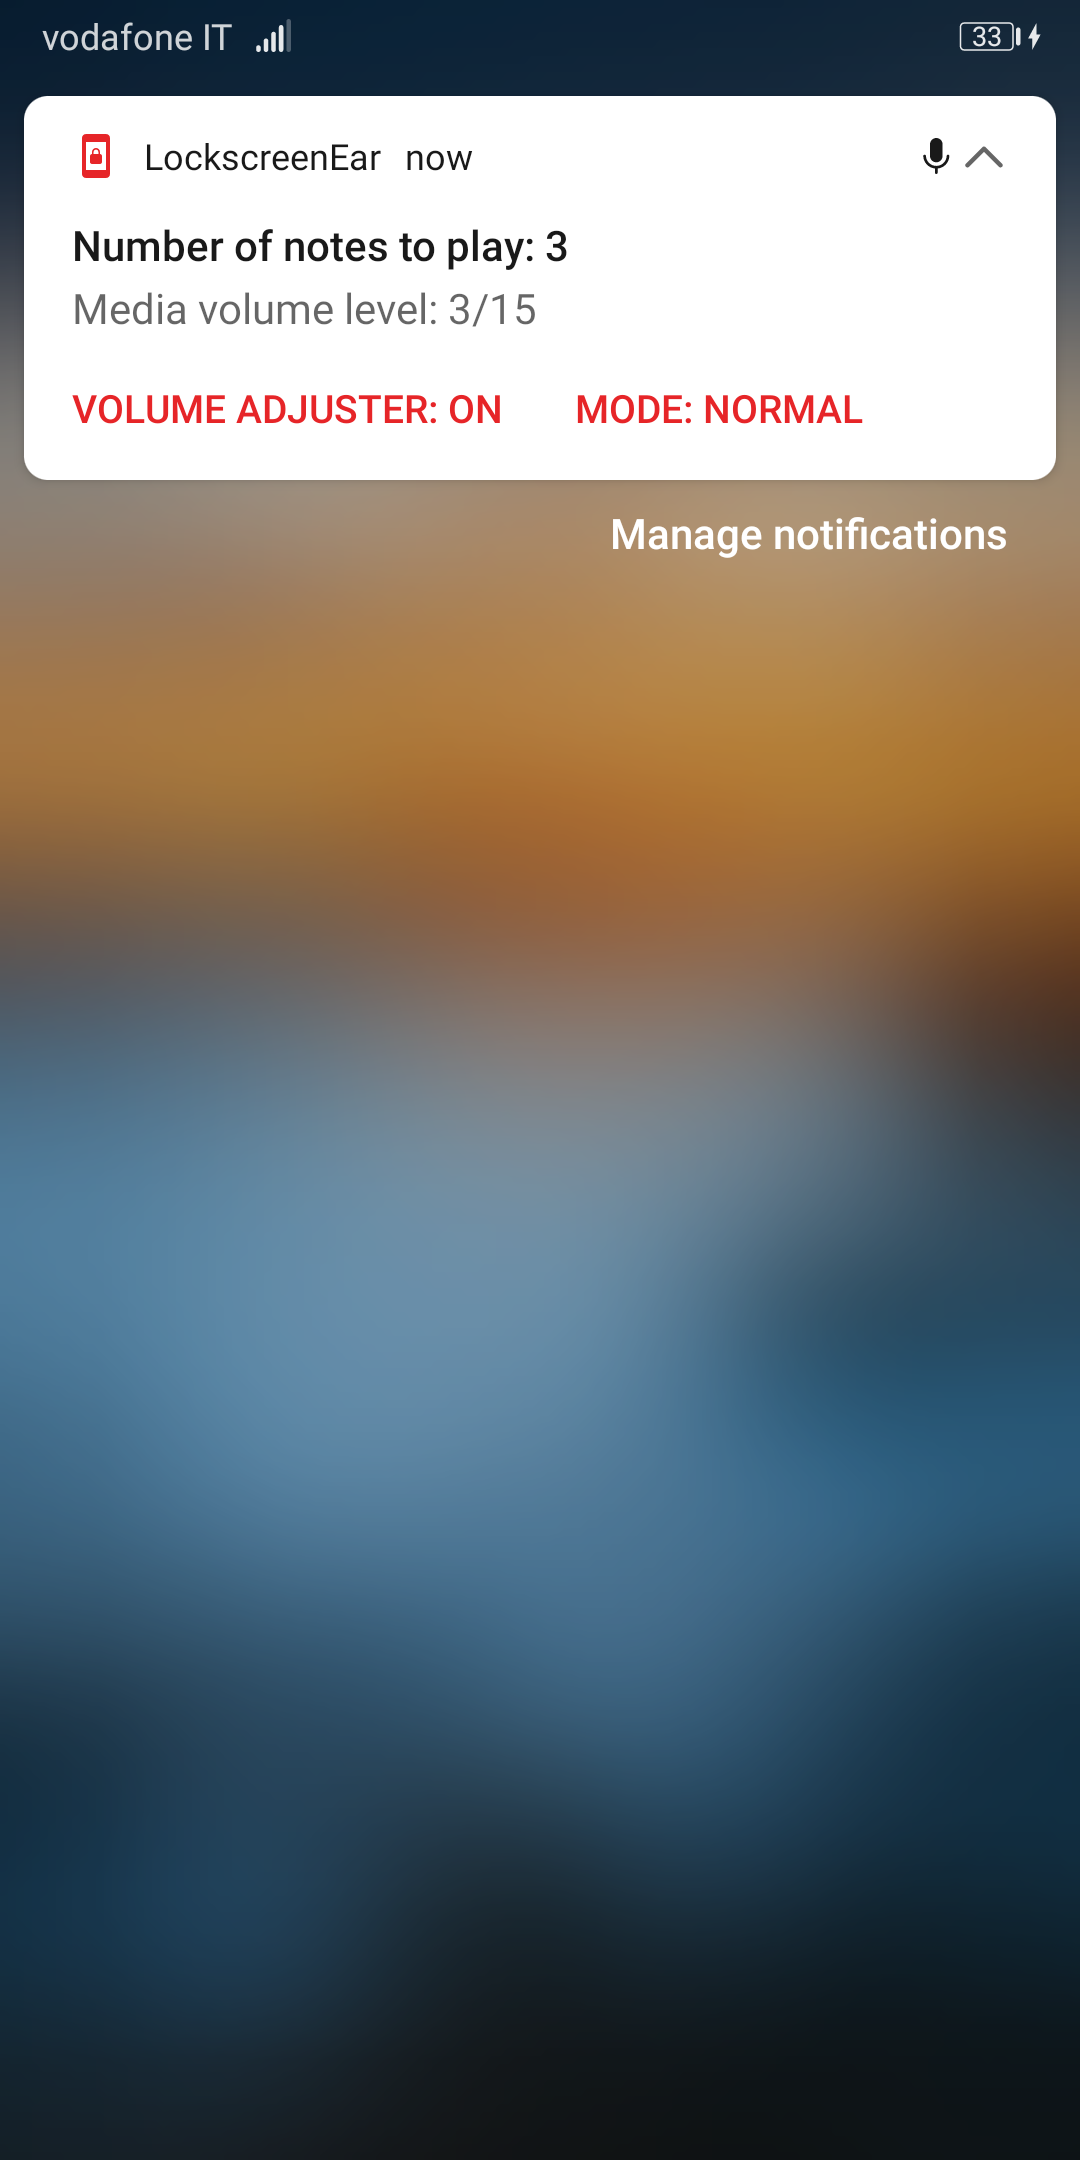 vodafone IT 33
LockscreenEar now
Number of notes to play: 3
Media volume level: 3/15
VOLUME ADJUSTER: ON MODE: NORMAL
Manage notifications